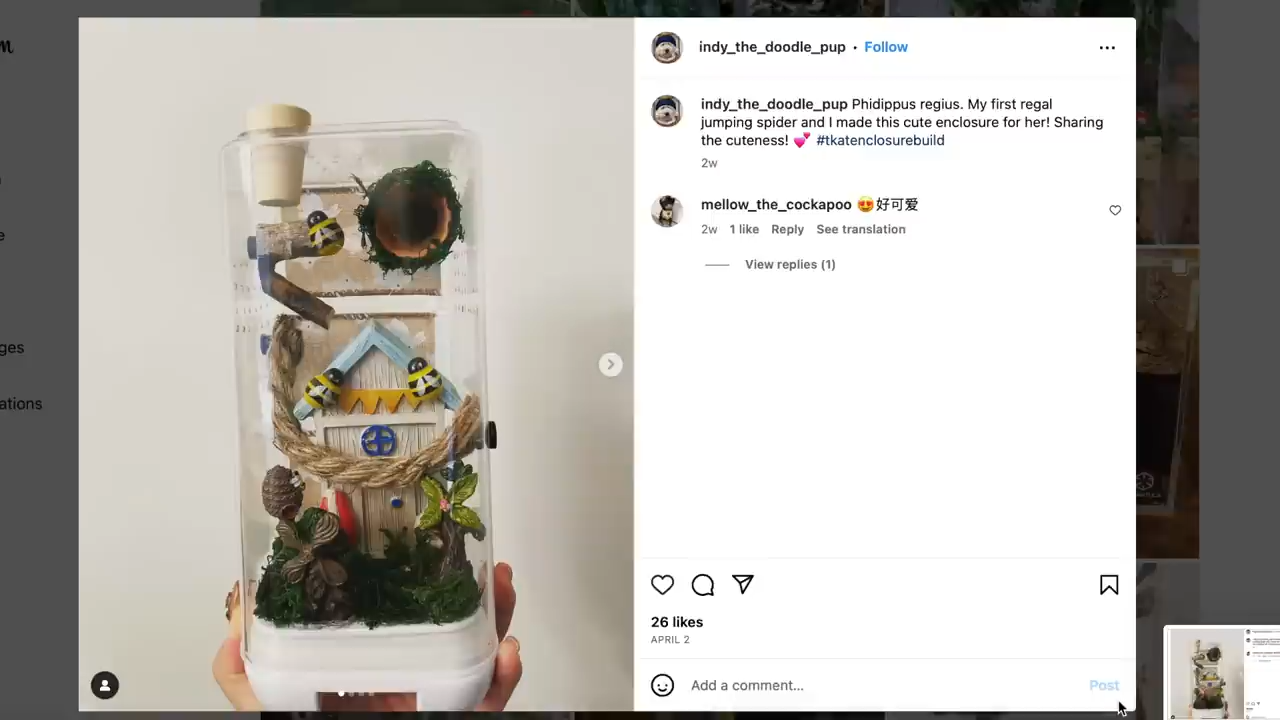 m
e
ges
ations
indy_the_doodle_pup • Follow
indy_the_doodle_pup Phidippus regius. My first regal
jumping spider and I made this cute enclosure for her! Sharing
the cuteness! 💕 #tkatenclosurebuild
2w
mellow_the_cockapoo 😍好可爱
2w 1 like Reply See translation
View replies (1)
26 likes
APRIL 2
Add a comment... Post